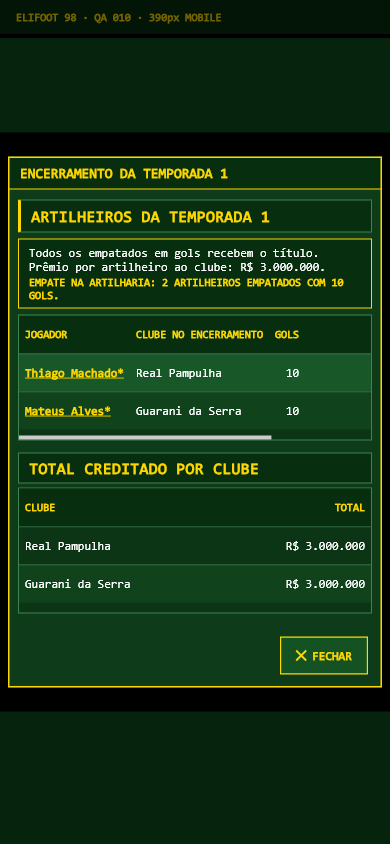 ELIFOOT 98 · QA 010 · 390px MOBILE
ENCERRAMENTO DA TEMPORADA 1
ARTILHEIROS DA TEMPORADA 1
Todos os empatados em gols recebem o título.
Prêmio por artilheiro ao clube: R$ 3.000.000.
EMPATE NA ARTILHARIA: 2 ARTILHEIROS EMPATADOS COM 10
GOLS.
JOGADOR CLUBE NO ENCERRAMENTO GOLS
Thiago Machado* Real Pampulha 10
Mateus Alves* Guarani da Serra 10
TOTAL CREDITADO POR CLUBE
CLUBE TOTAL
Real Pampulha R$ 3.000.000
Guarani da Serra R$ 3.000.000
FECHAR